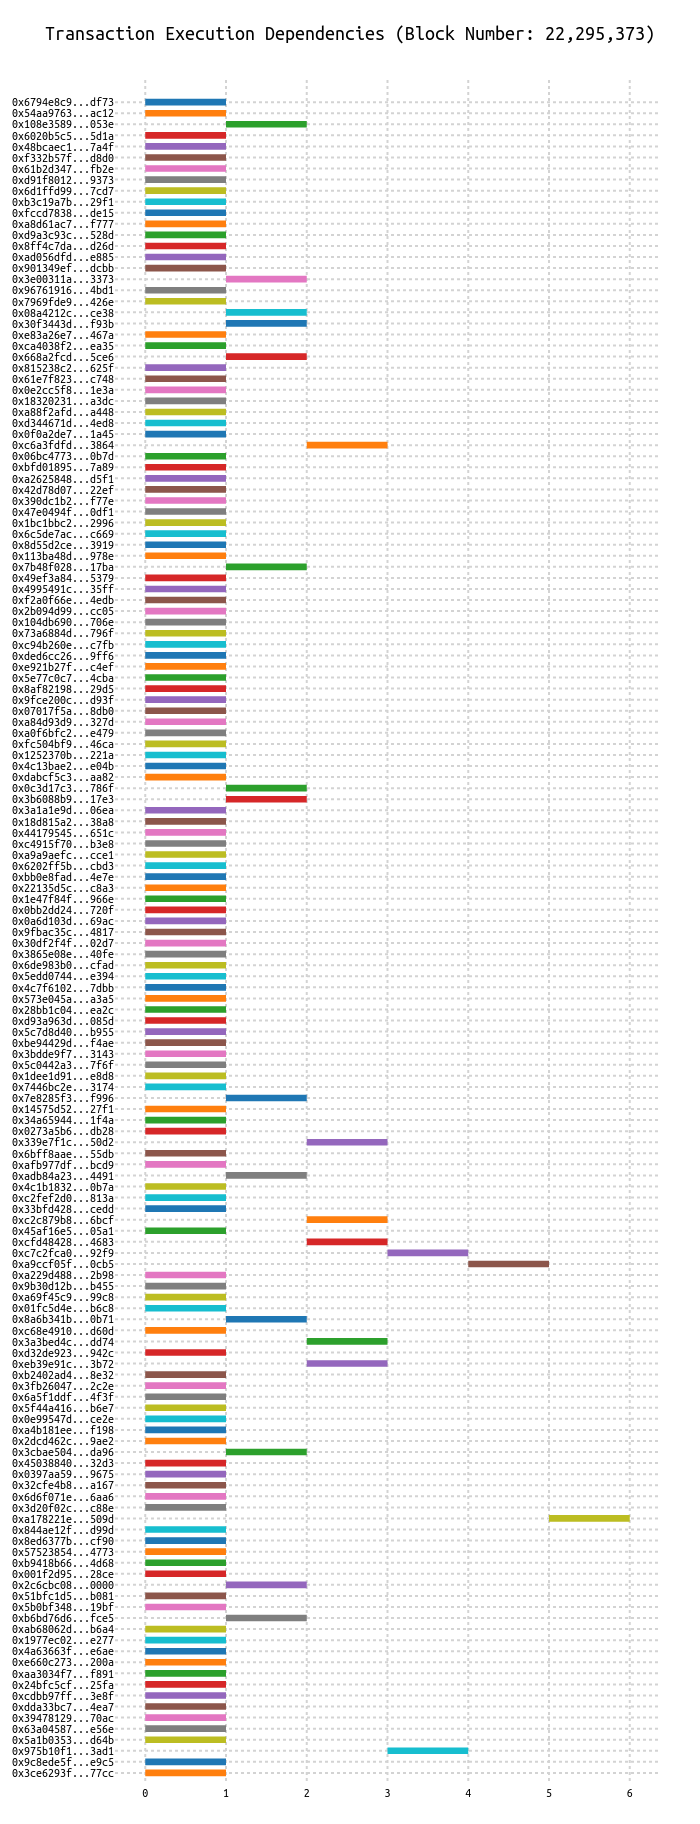 Transaction Execution Dependencies (Block Number: 22,295,373)
0x6794e8c9...df73
0x54aa9763...ac12
0x108e3589...053e
0x6020b5c5...5d1a
0x48bcaec1...7a4f
0xf332b57f...d8d0
0x61b2d347...fb2e
0xd91f8012...9373
0x6d1ffd99...7cd7
0xb3c19a7b...29f1
0xfccd7838...de15
0xa8d61ac7...f777
0xd9a3c93c...528d
0x8ff4c7da...d26d
0xad056dfd...e885
0x901349ef...dcbb
0x3e00311a...3373
0x96761916...4bd1
0x7969fde9...426e
0x08a4212c...ce38
0x30f3443d...f93b
0xe83a26e7...467a
0xca4038f2...ea35
0x668a2fcd...5ce6
0x815238c2...625f
0x61e7f823...c748
0x0e2cc5f8...1e3a
0x18320231...a3dc
0xa88f2afd...a448
0xd344671d...4ed8
0x0f0a2de7...1a45
0xc6a3fdfd...3864
0x06bc4773...0b7d
0xbfd01895...7a89
0xa2625848...d5f1
0x42d78d07...22ef
0x390dc1b2...f77e
0x47e0494f...0df1
0x1bc1bbc2...2996
0x6c5de7ac...c669
0x8d55d2ce...3919
0x113ba48d...978e
0x7b48f028...17ba
0x49ef3a84...5379
0x4995491c...35ff
0xf2a0f66e...4edb
0x2b094d99...cc05
0x104db690...706e
0x73a6884d...796f
0xc94b260e...c7fb
0xded6cc26...9ff6
0xe921b27f...c4ef
0x5e77c0c7...4cba
0x8af82198...29d5
0x9fce200c...d93f
0x07017f5a...8db0
0xa84d93d9...327d
0xa0f6bfc2...e479
0xfc504bf9...46ca
0x1252370b...221a
0x4c13bae2...e04b
0xdabcf5c3...aa82
0x0c3d17c3...786f
0x3b6088b9...17e3
0x3a1a1e9d...06ea
0x18d815a2...38a8
0x44179545...651c
0xc4915f70...b3e8
0xa9a9aefc...cce1
0x6202ff5b...cbd3
0xbb0e8fad...4e7e
0x22135d5c...c8a3
0x1e47f84f...966e
0x0bb2dd24...720f
0x0a6d103d...69ac
0x9fbac35c...4817
0x30df2f4f...02d7
0x3865e08e...40fe
0x6de983b0...cfad
0x5edd0744...e394
0x4c7f6102...7dbb
0x573e045a...a3a5
0x28bb1c04...ea2c
0xd93a963d...085d
0x5c7d8d40...b955
0xbe94429d...f4ae
0x3bdde9f7...3143
0x5c0442a3...7f6f
0x1dee1d91...e8d8
0x7446bc2e...3174
0x7e8285f3...f996
0x14575d52...27f1
0x34a65944...1f4a
0x0273a5b6...db28
0x339e7f1c...50d2
0x6bff8aae...55db
0xafb977df...bcd9
0xadb84a23...4491
0x4c1b1832...0b7a
0xc2fef2d0...813a
0x33bfd428...cedd
0xc2c879b8...6bcf
0x45af16e5...05a1
0xcfd48428...4683
0xc7c2fca0...92f9
0xa9ccf05f...0cb5
0xa229d488...2b98
0x9b30d12b...b455
0xa69f45c9...99c8
0x01fc5d4e...b6c8
0x8a6b341b...0b71
0xc68e4910...d60d
0x3a3bed4c...dd74
0xd32de923...942c
0xeb39e91c...3b72
0xb2402ad4...8e32
0x3fb26047...2c2e
0x6a5f1ddf...4f3f
0x5f44a416...b6e7
0x0e99547d...ce2e
0xa4b181ee...f198
0x2dcd462c...9ae2
0x3cbae504...da96
0x45038840...32d3
0x0397aa59...9675
0x32cfe4b8...a167
0x6d6f071e...6aa6
0x3d20f02c...c88e
0xa178221e...509d
0x844ae12f...d99d
0x8ed6377b...cf90
0x57523854...4773
0xb9418b66...4d68
0x001f2d95...28ce
0x2c6cbc08...0000
0x51bfc1d5...b081
0x5b0bf348...19bf
0xb6bd76d6...fce5
0xab68062d...b6a4
0x1977ec02...e277
0x4a63663f...e6ae
0xe660c273...200a
0xaa3034f7...f891
0x24bfc5cf...25fa
0xcdbb97ff...3e8f
0xdda33bc7...4ea7
0x39478129...70ac
0x63a04587...e56e
0x5a1b0353...d64b
0x975b10f1...3ad1
0x9c8ede5f...e9c5
0x3ce6293f...77cc
0 1 2 3 4 5 6